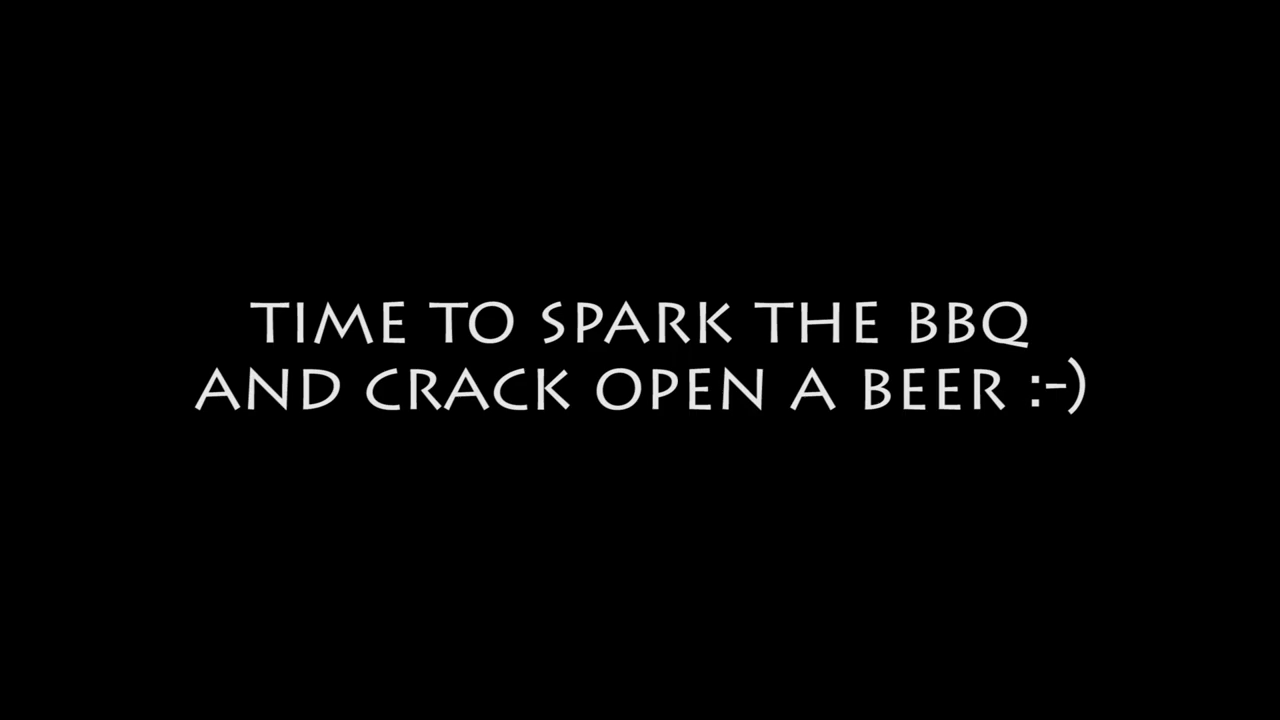 TIME TO SPARK THE BBQ
AND CRACK OPEN A BEER :-)